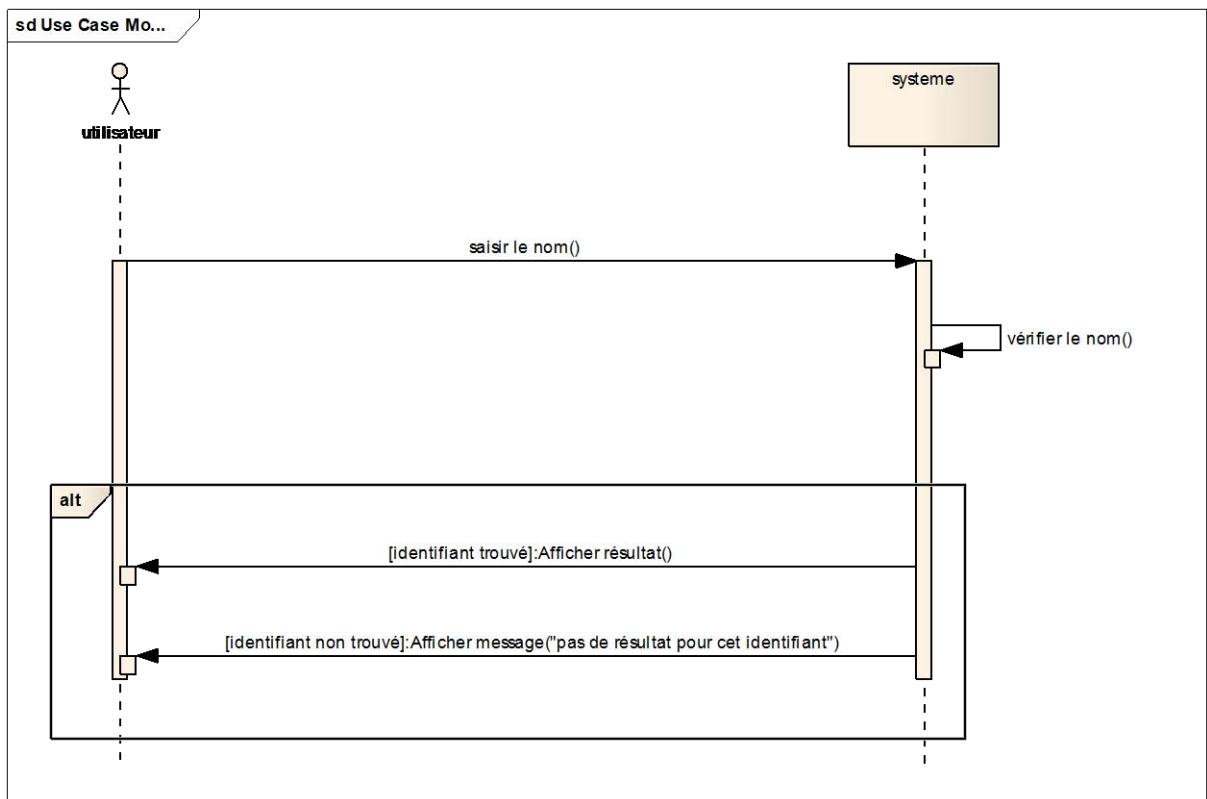 sd Use Case Mo...
utilisateur
systeme
saisir le nom()
vérifier le nom()
alt
[identifiant trouvé]:Afficher résultat()
[identifiant non trouvé]:Afficher message("pas de résultat pour cet identifiant")